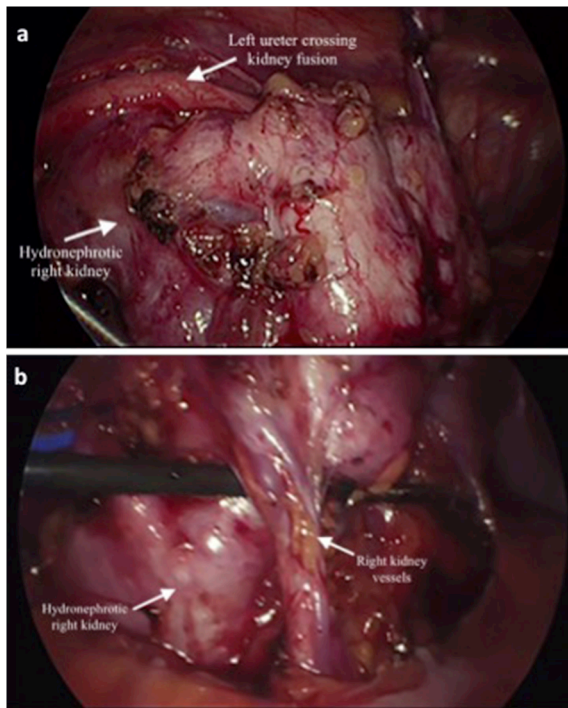 a
Left ureter crossing
kidney fusion
Hydronephrotic
right kidney
b
Right kidney
vessels
Hydronephrotic
right kidney